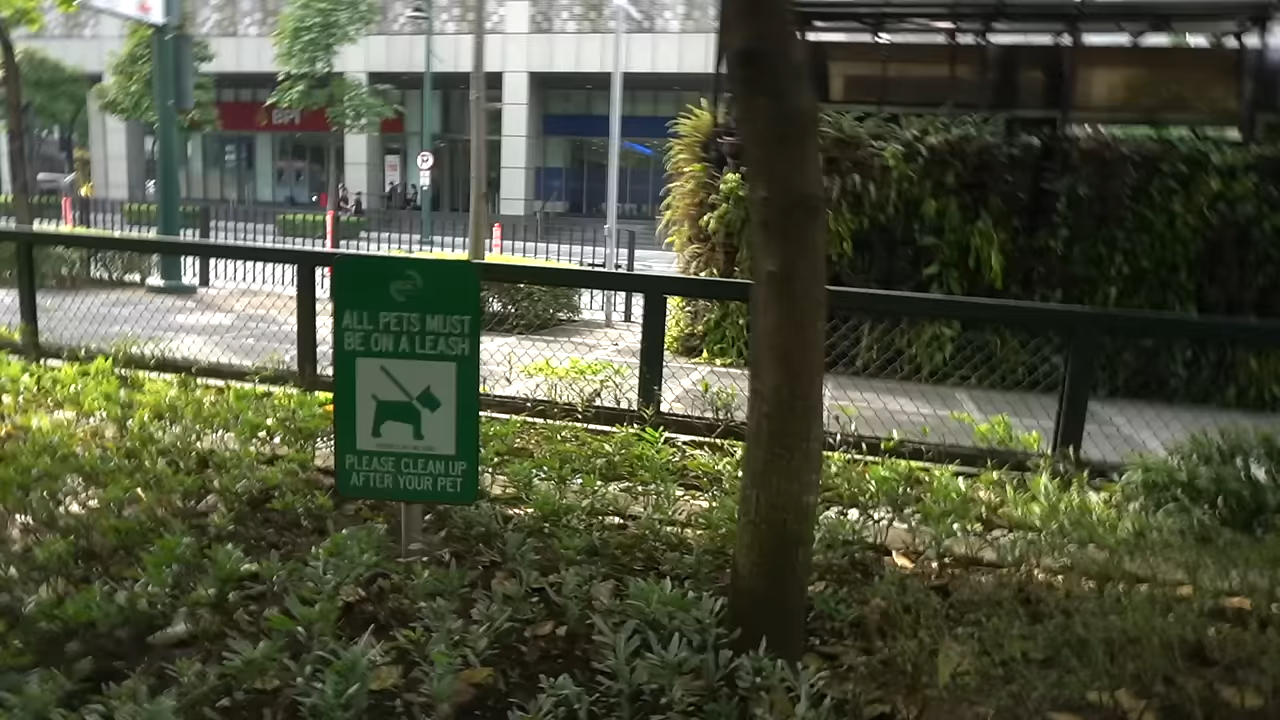 BPI
ALL PETS MUST
BE ON A LEASH
PLEASE CLEAN UP
AFTER YOUR PET